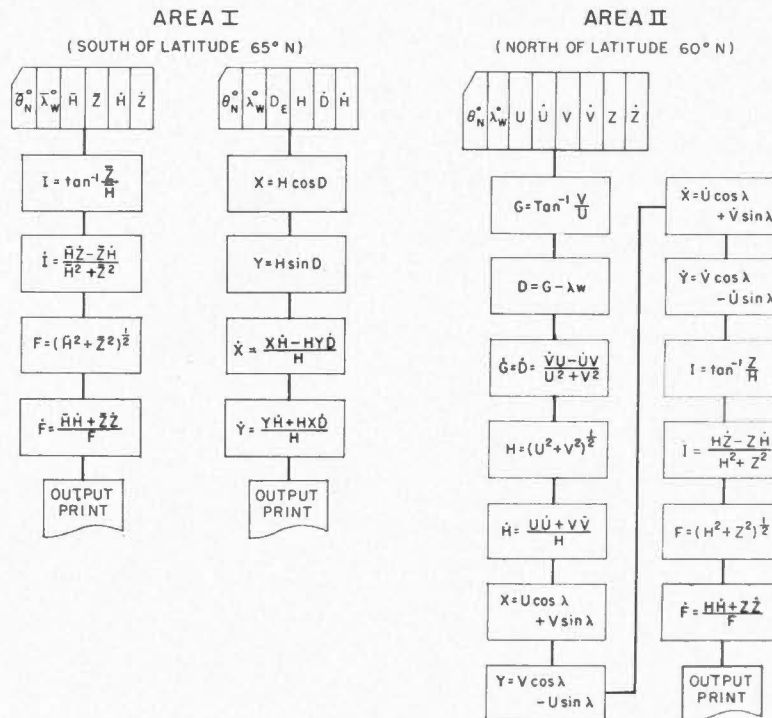 AREA I
(SOUTH OF LATITUDE 65° N)
θ̄°N λ̄°W H̄ Z̄ Ḣ Ż
I = tan⁻¹ Z̄/H̄
İ = (H̄Ż − Z̄Ḣ)/(H̄² + Z̄²)
F = (H̄² + Z̄²)^½
Ḟ = (H̄Ḣ + Z̄Ż)/F
OUTPUT
PRINT
θ°N λ°W D_E H Ḋ Ḣ
X = H cos D
Y = H sin D
Ẋ = (XḢ − HYḊ)/H
Ẏ = (YḢ + HXḊ)/H
OUTPUT
PRINT
AREA II
(NORTH OF LATITUDE 60° N)
θ°N λ°W U U̇ V V̇ Z Ż
G = Tan⁻¹ V/U
D = G − λw
Ġ = Ḋ = (V̇U − U̇V)/(U² + V²)
H = (U² + V²)^½
Ḣ = (UU̇ + VV̇)/H
X = U cos λ
+ V sin λ
Y = V cos λ
− U sin λ
Ẋ = U̇ cos λ
+ V̇ sin λ
Ẏ = V̇ cos λ
− U̇ sin λ
I = tan⁻¹ Z/H
İ = (HŻ − ZḢ)/(H² + Z²)
F = (H² + Z²)^½
Ḟ = (HḢ + ZŻ)/F
OUTPUT
PRINT